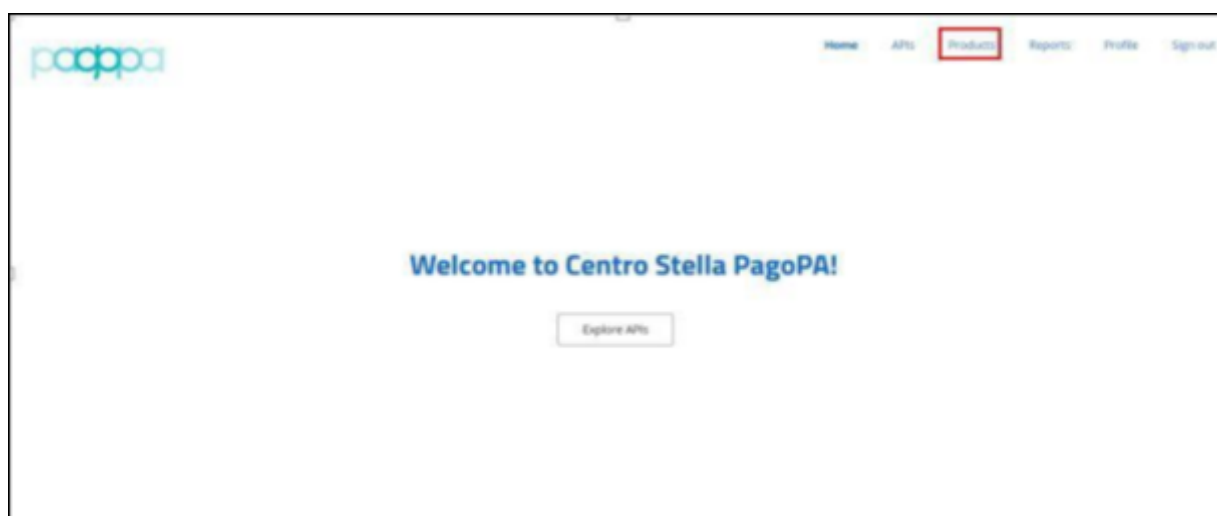 pagopa
Home APIs Products Reports Profile Sign out
Welcome to Centro Stella PagoPA!
Explore APIs